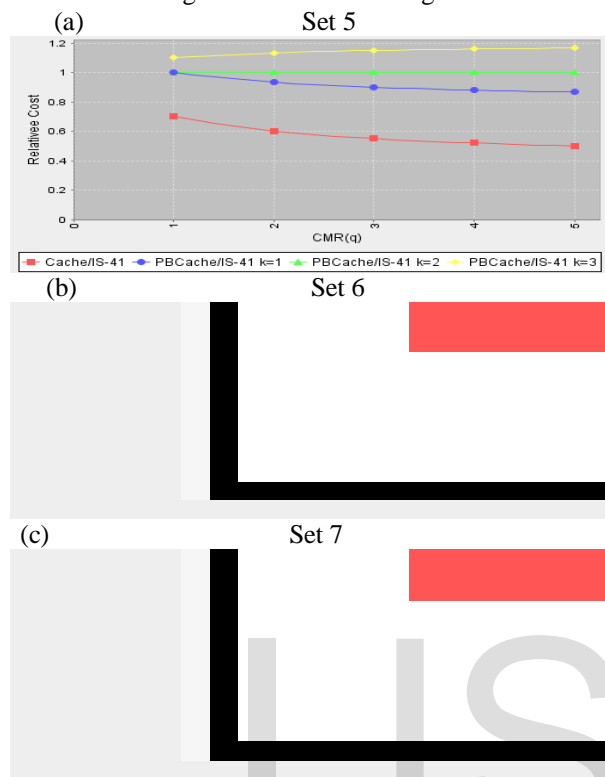 (a) Set 5
1.2
1
0.8
0.6
0.4
0.2
0
Relativee Cost
0 1 2 3 4 5
CMR(q)
Cache/IS-41 PBCache/IS-41 k=1 PBCache/IS-41 k=2 PBCache/IS-41 k=3
(b) Set 6
(c) Set 7
US